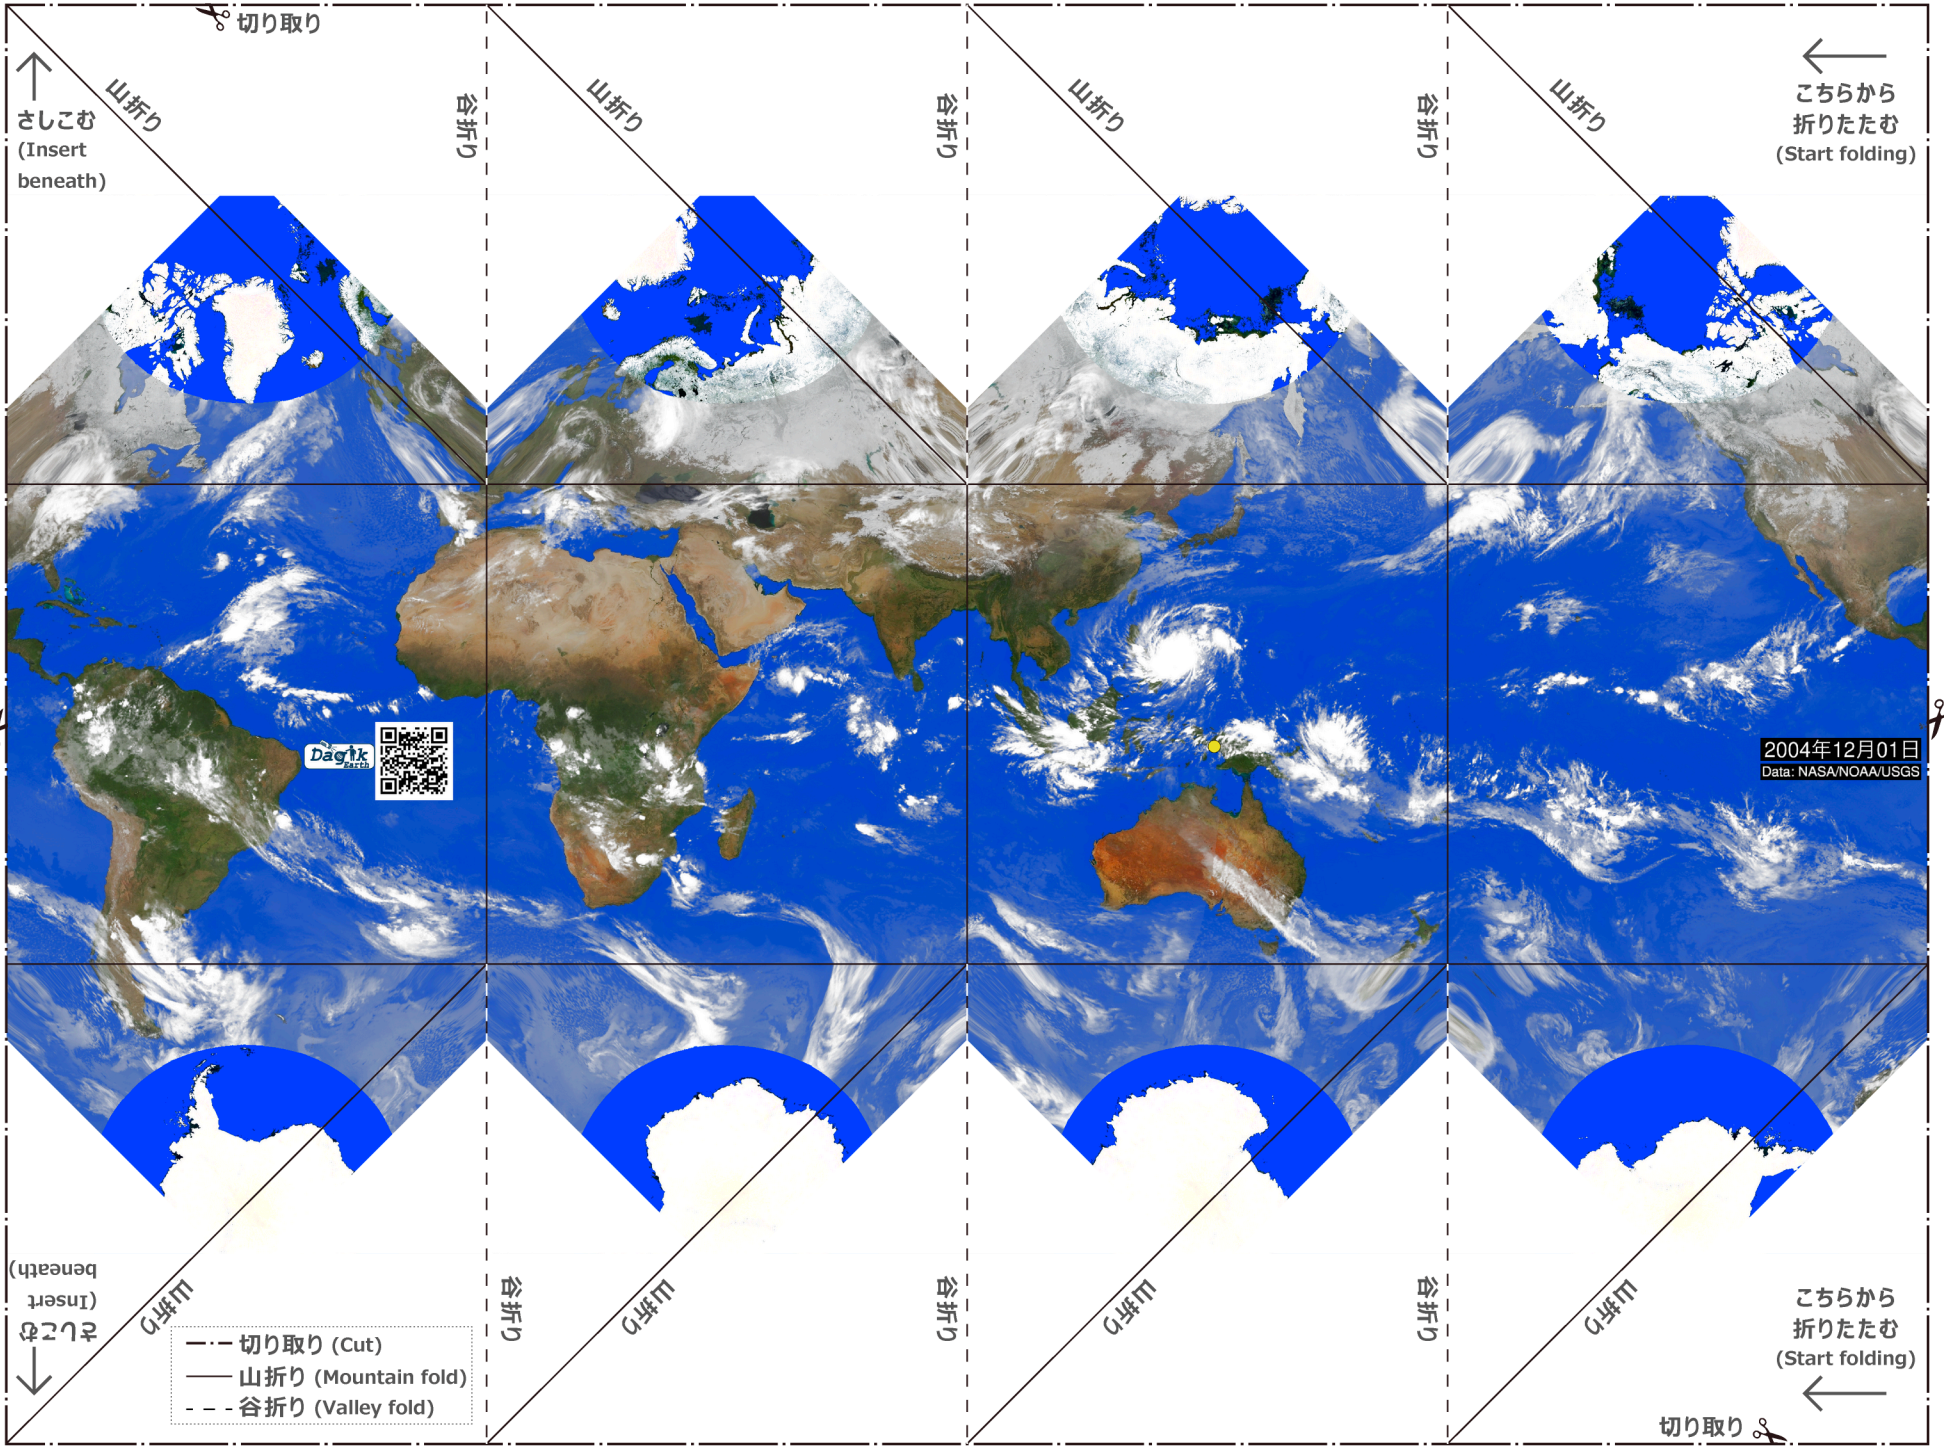 切り取り
山折り
山折り
山折り
山折り
谷折り
谷折り
谷折り
さしこむ
(Insert
beneath)
こちらから
折りたたむ
(Start folding)
Dagik
Earth
2004年12月01日
Data: NASA/NOAA/USGS
さしこむ
(Insert
beneath)
山折り
山折り
山折り
山折り
谷折り
谷折り
谷折り
切り取り (Cut)
山折り (Mountain fold)
谷折り (Valley fold)
こちらから
折りたたむ
(Start folding)
切り取り